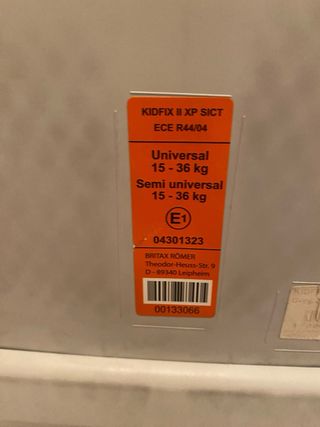 KIDFIX II XP SICT
ECE R44/04
Universal
15 - 36 kg
Semi universal
15 - 36 kg
E1
04301323
BRITAX RÖMER
Theodor-Heuss-Str. 9
D - 89340 Leipheim
00133066
KIDF